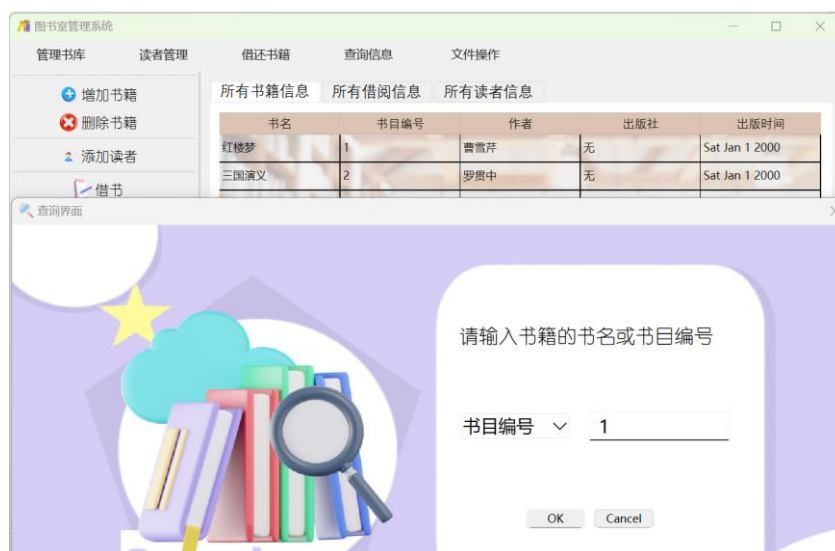 图书室管理系统
管理书库 读者管理 借还书籍 查询信息 文件操作
增加书籍
删除书籍
添加读者
借书
所有书籍信息 所有借阅信息 所有读者信息
书名 书目编号 作者 出版社 出版时间
红楼梦 1 曹雪芹 无 Sat Jan 1 2000
三国演义 2 罗贯中 无 Sat Jan 1 2000
查询界面
请输入书籍的书名或书目编号
书目编号 1
OK Cancel